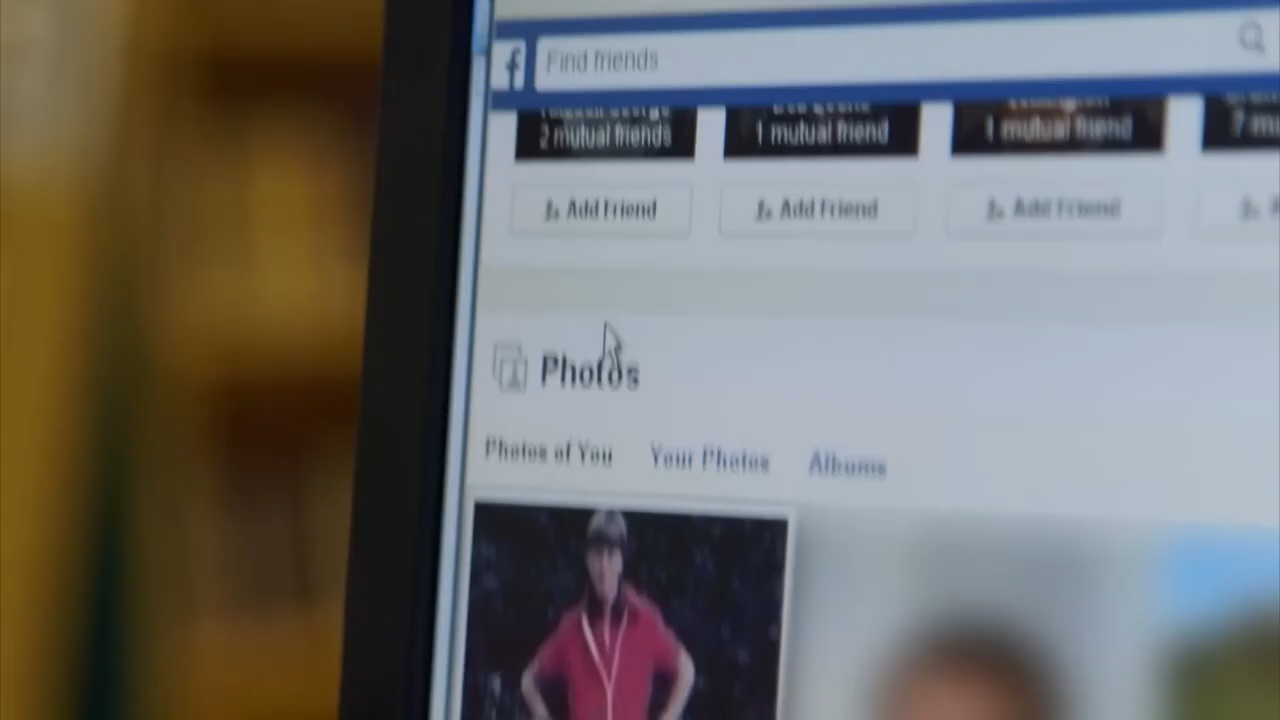 f Find friends
2 mutual friends 1 mutual friend 1 mutual friend
Add Friend Add Friend Add Friend
Photos
Photos of You Your Photos Albums